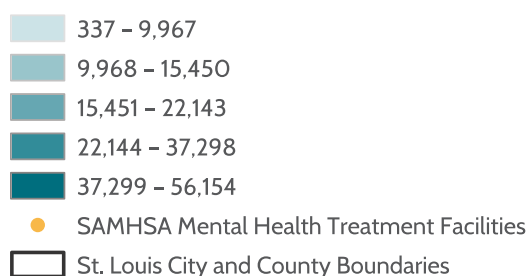 337 – 9,967
9,968 – 15,450
15,451 – 22,143
22,144 – 37,298
37,299 – 56,154
SAMHSA Mental Health Treatment Facilities
St. Louis City and County Boundaries